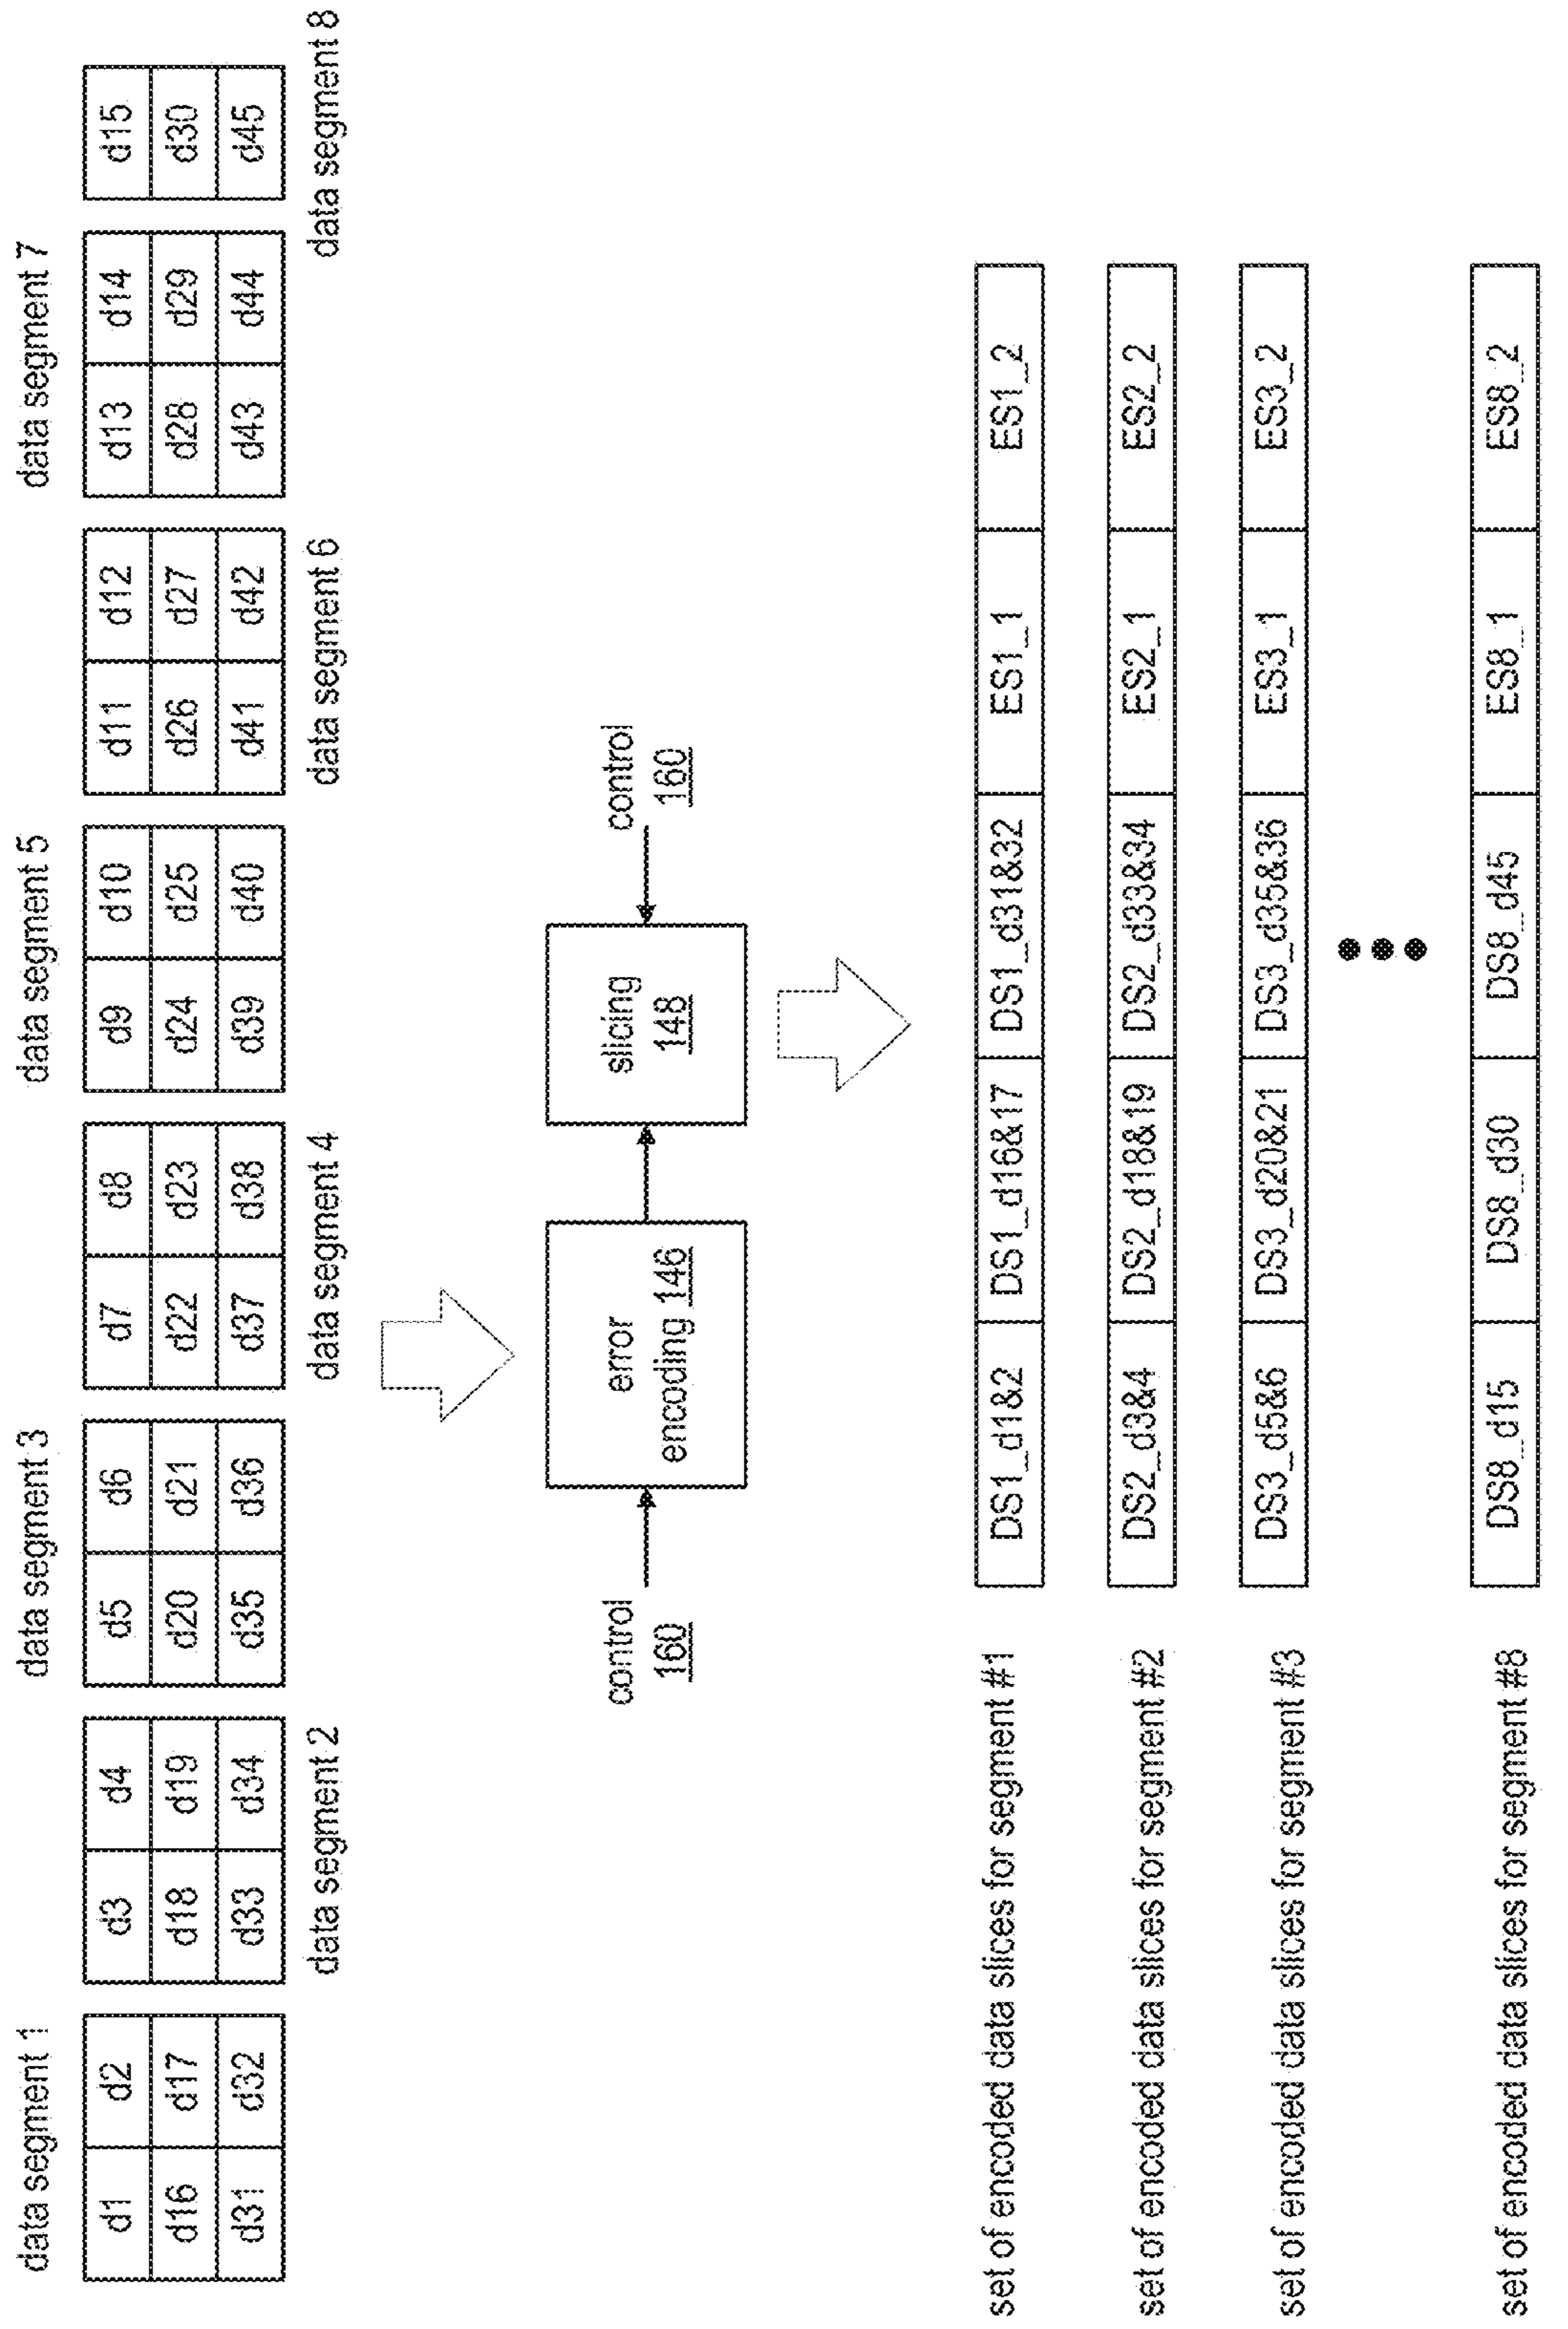 data segment 1
data segment 3
data segment 5
data segment 7
d1 d2 d3 d4 d5 d6 d7 d8 d9 d10 d11 d12 d13 d14 d15
d16 d17 d18 d19 d20 d21 d22 d23 d24 d25 d26 d27 d28 d29 d30
d31 d32 d33 d34 d35 d36 d37 d38 d39 d40 d41 d42 d43 d44 d45
data segment 2
data segment 4
data segment 6
data segment 8
control
160
error
encoding 146
slicing
148
control
160
set of encoded data slices for segment #1
DS1_d1&2 DS1_d16&17 DS1_d31&32 ES1_1 ES1_2
set of encoded data slices for segment #2
DS2_d3&4 DS2_d18&19 DS2_d33&34 ES2_1 ES2_2
set of encoded data slices for segment #3
DS3_d5&6 DS3_d20&21 DS3_d35&36 ES3_1 ES3_2
set of encoded data slices for segment #8
DS8_d15 DS8_d30 DS8_d45 ES8_1 ES8_2